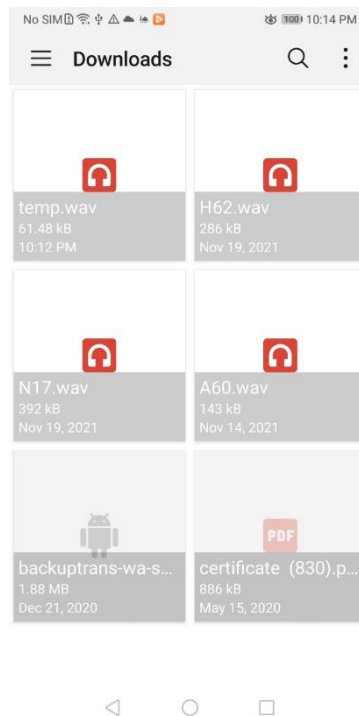 No SIM 100 10:14 PM
Downloads
temp.wav
61.48 kB
10:12 PM
H62.wav
286 kB
Nov 19, 2021
N17.wav
392 kB
Nov 19, 2021
A60.wav
143 kB
Nov 14, 2021
backuptrans-wa-s...
1.88 MB
Dec 21, 2020
PDF
certificate (830).p...
886 kB
May 15, 2020